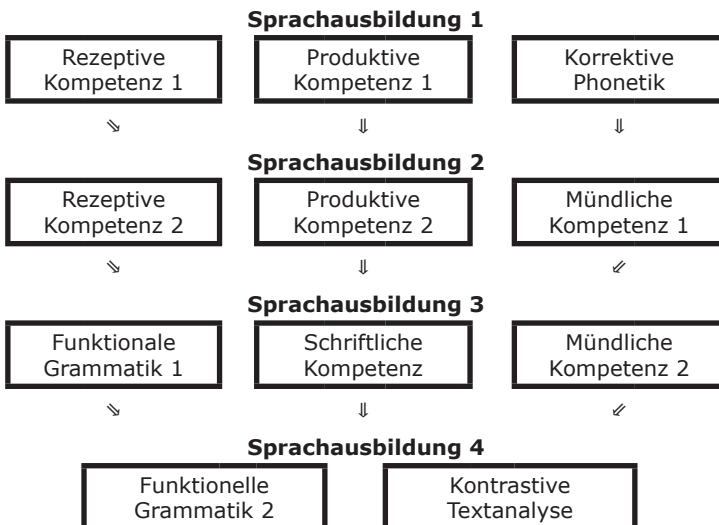 Sprachausbildung 1
Rezeptive
Kompetenz 1
Produktive
Kompetenz 1
Korrektive
Phonetik
⇘ ⇓ ⇓
Sprachausbildung 2
Rezeptive
Kompetenz 2
Produktive
Kompetenz 2
Mündliche
Kompetenz 1
⇘ ⇓ ⇙
Sprachausbildung 3
Funktionale
Grammatik 1
Schriftliche
Kompetenz
Mündliche
Kompetenz 2
⇘ ⇓ ⇙
Sprachausbildung 4
Funktionelle
Grammatik 2
Kontrastive
Textanalyse